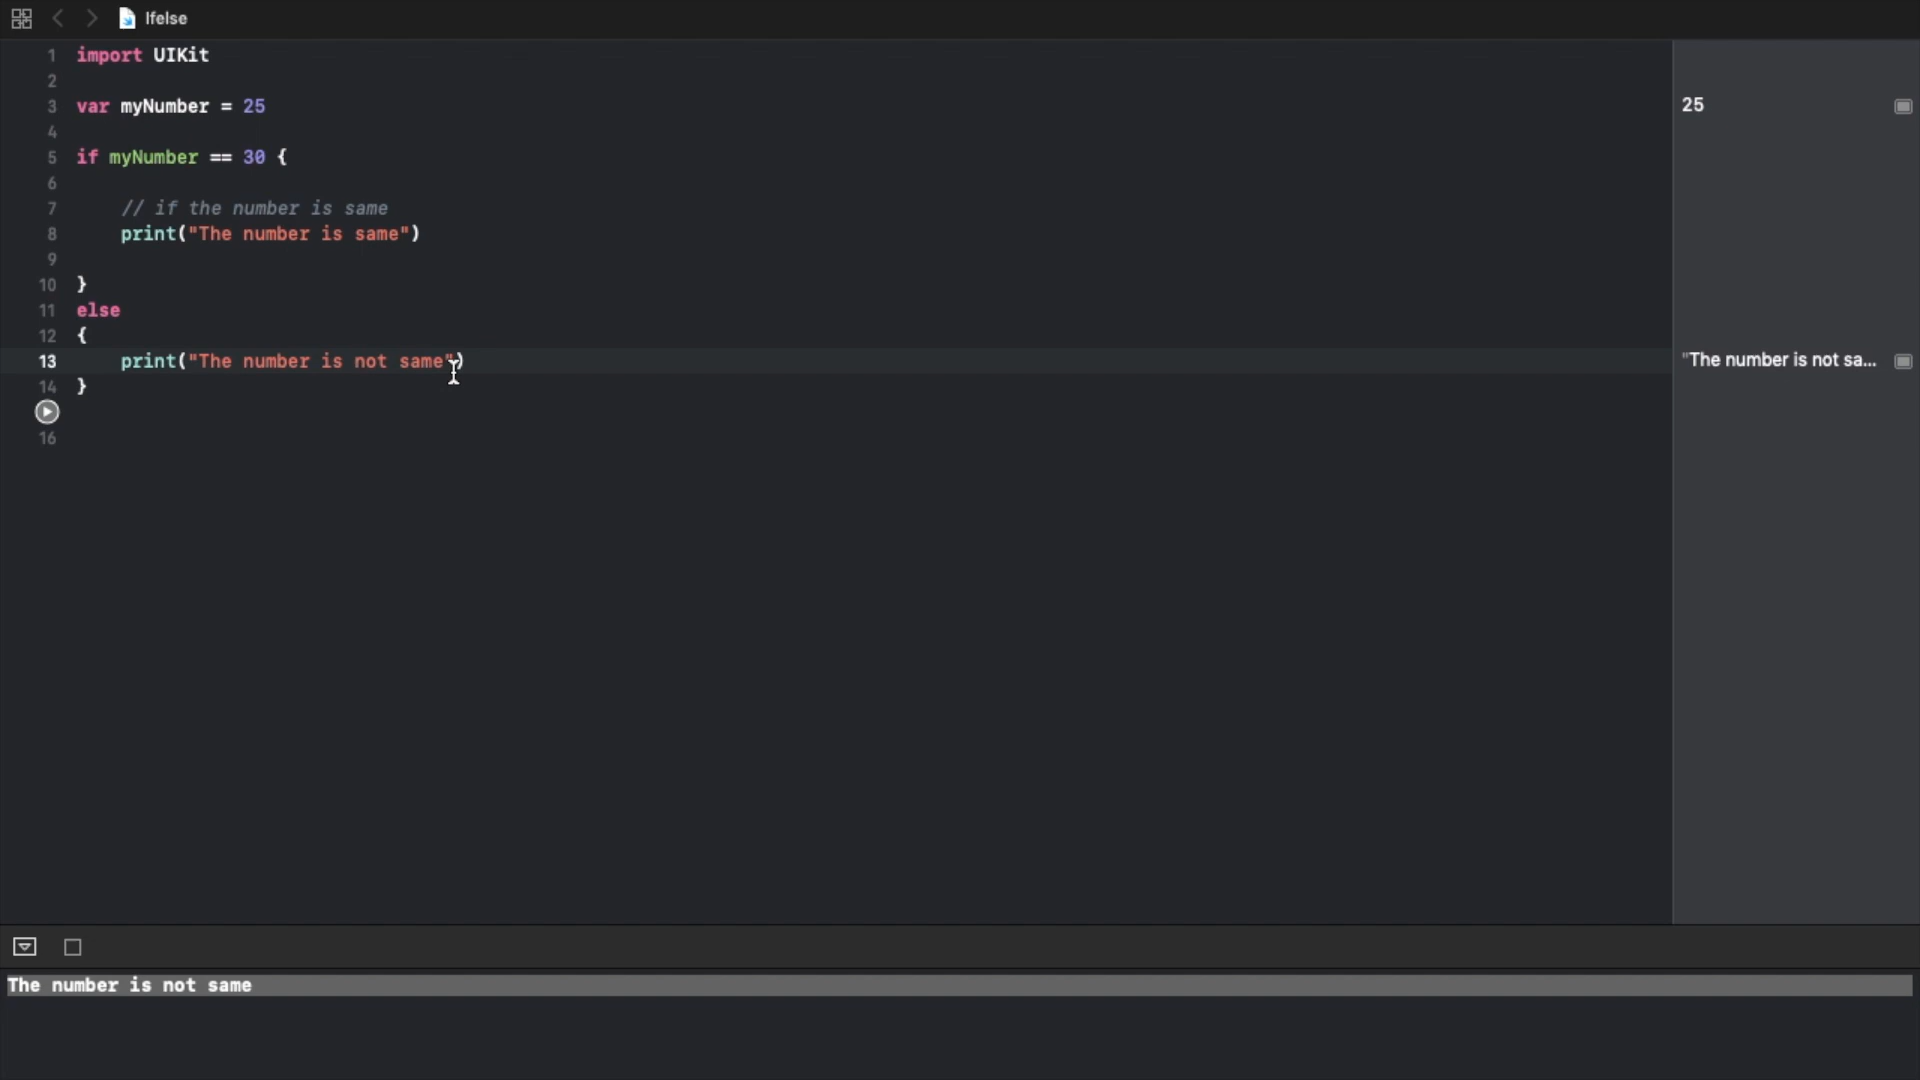 Ifelse
1 import UIKit
2
3 var myNumber = 25
25
4
5 if myNumber == 30 {
6
7 // if the number is same
8 print("The number is same")
9
10 }
11 else
12 {
13 print("The number is not same")
"The number is not sa...
14 }
16
The number is not same